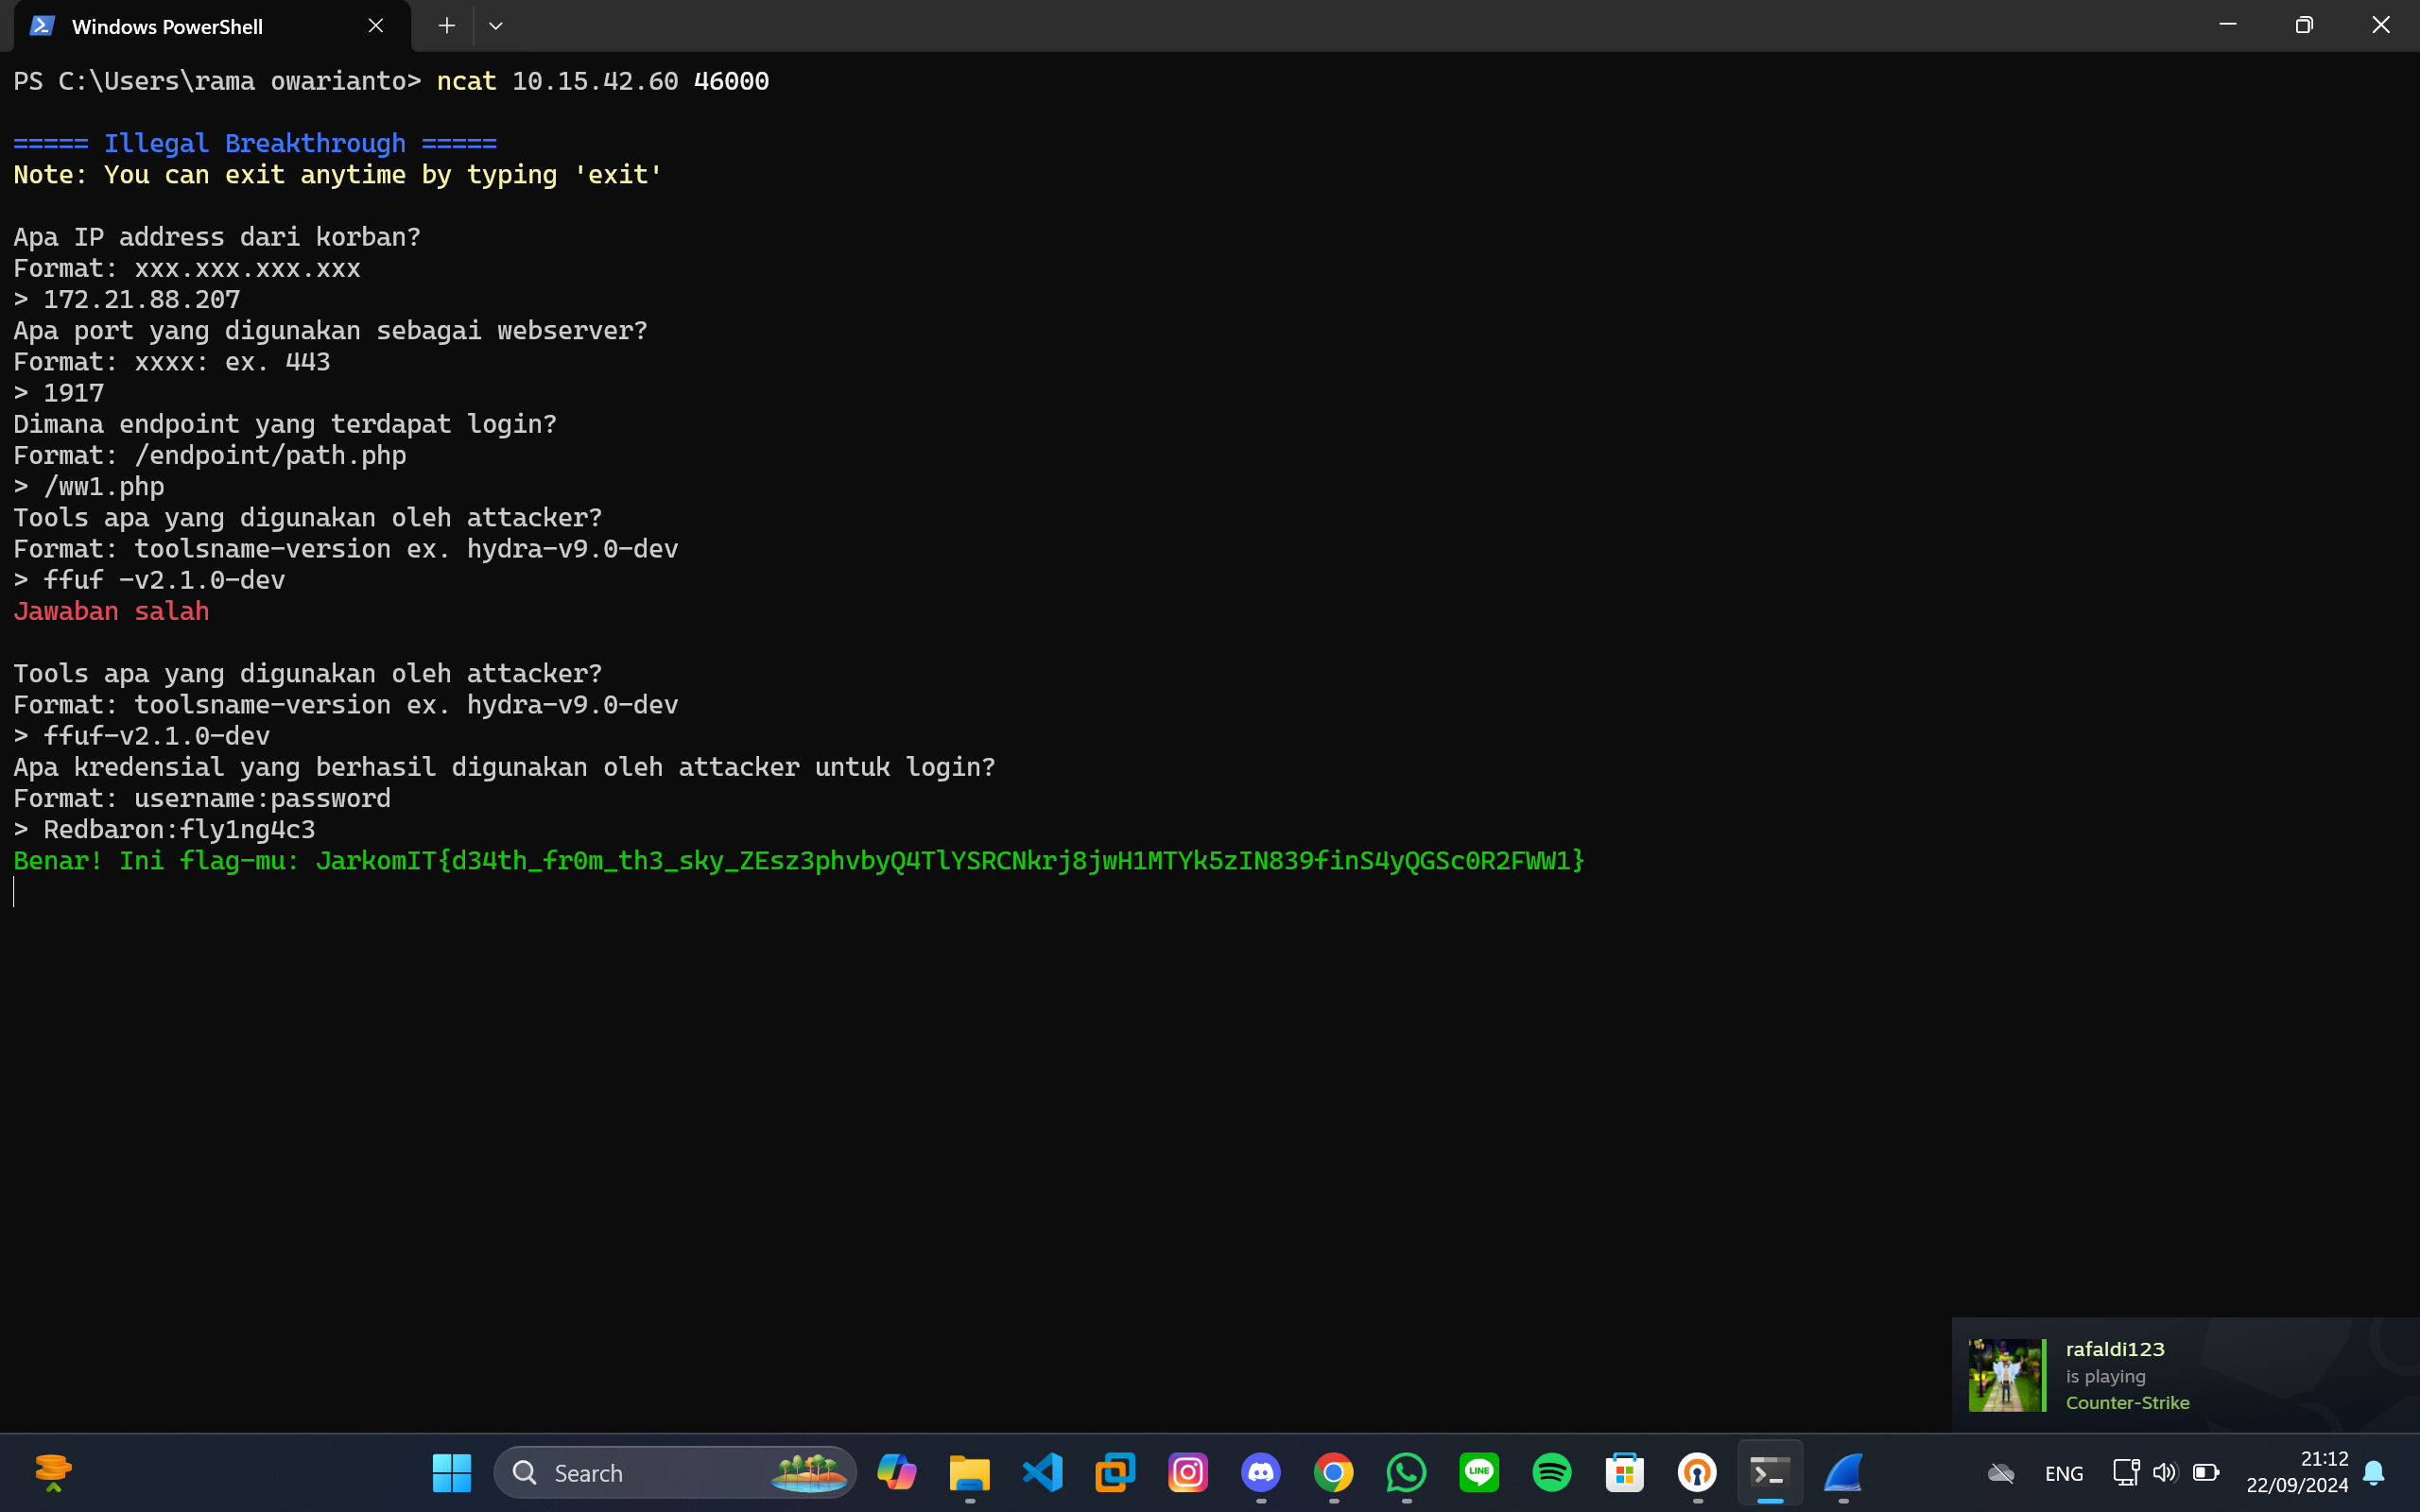 Windows PowerShell
PS C:\Users\rama owarianto> ncat 10.15.42.60 46000
===== Illegal Breakthrough =====
Note: You can exit anytime by typing 'exit'
Apa IP address dari korban?
Format: xxx.xxx.xxx.xxx
> 172.21.88.207
Apa port yang digunakan sebagai webserver?
Format: xxxx: ex. 443
> 1917
Dimana endpoint yang terdapat login?
Format: /endpoint/path.php
> /ww1.php
Tools apa yang digunakan oleh attacker?
Format: toolsname-version ex. hydra-v9.0-dev
> ffuf -v2.1.0-dev
Jawaban salah
Tools apa yang digunakan oleh attacker?
Format: toolsname-version ex. hydra-v9.0-dev
> ffuf-v2.1.0-dev
Apa kredensial yang berhasil digunakan oleh attacker untuk login?
Format: username:password
> Redbaron:fly1ng4c3
Benar! Ini flag-mu: JarkomIT{d34th_fr0m_th3_sky_ZEsz3phvbyQ4TlYSRCNkrj8jwH1MTYk5zIN839finS4yQGSc0R2FWW1}
rafaldi123
is playing
Counter-Strike
Search
LINE
ENG
21:12
22/09/2024